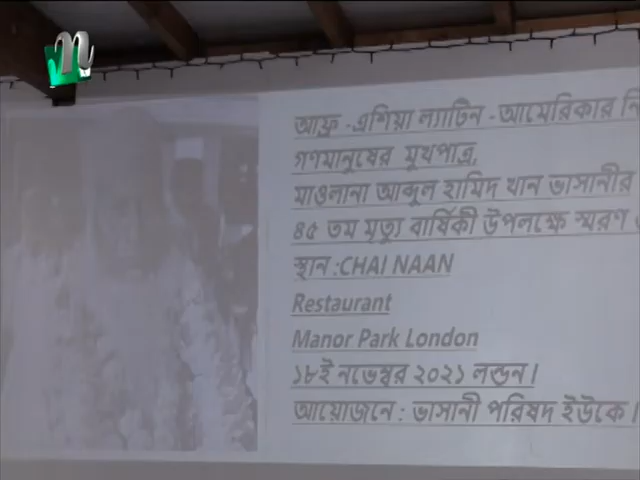 আফ্র -এশিয়া ল্যাটিন -আমেরিকার
গণমানুষের মুখপাত্র,
মাওলানা আব্দুল হামিদ খান ভাসানীর
৪৫ তম মৃত্যু বার্ষিকী উপলক্ষে স্মরণ
স্থান :CHAI NAAN
Restaurant
Manor Park London
১৮ই নভেম্বর ২০২১ লন্ডন।
আয়োজনে : ভাসানী পরিষদ ইউকে।